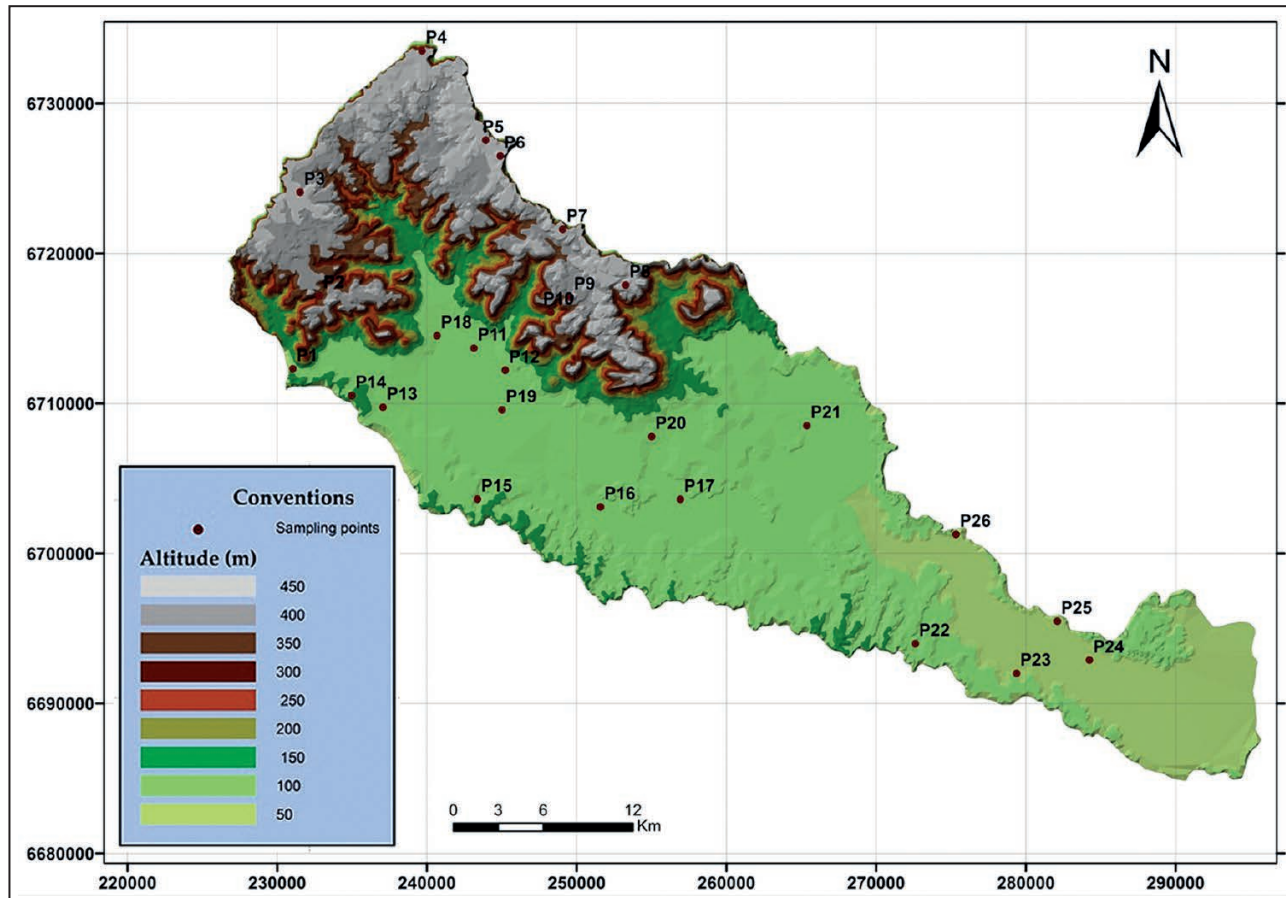 P4
N
6730000
P5
P6
P3
P7
6720000
P8
P9
P2
P10
P18
P11
P1
P12
P14
P13
6710000
P19
P21
P20
Conventions
Sampling points
P15
P16
P17
P26
6700000
Altitude (m)
450
400
350
300
250
200
150
100
50
P25
P22
P24
P23
6690000
0 3 6 12
Km
6680000
220000 230000 240000 250000 260000 270000 280000 290000